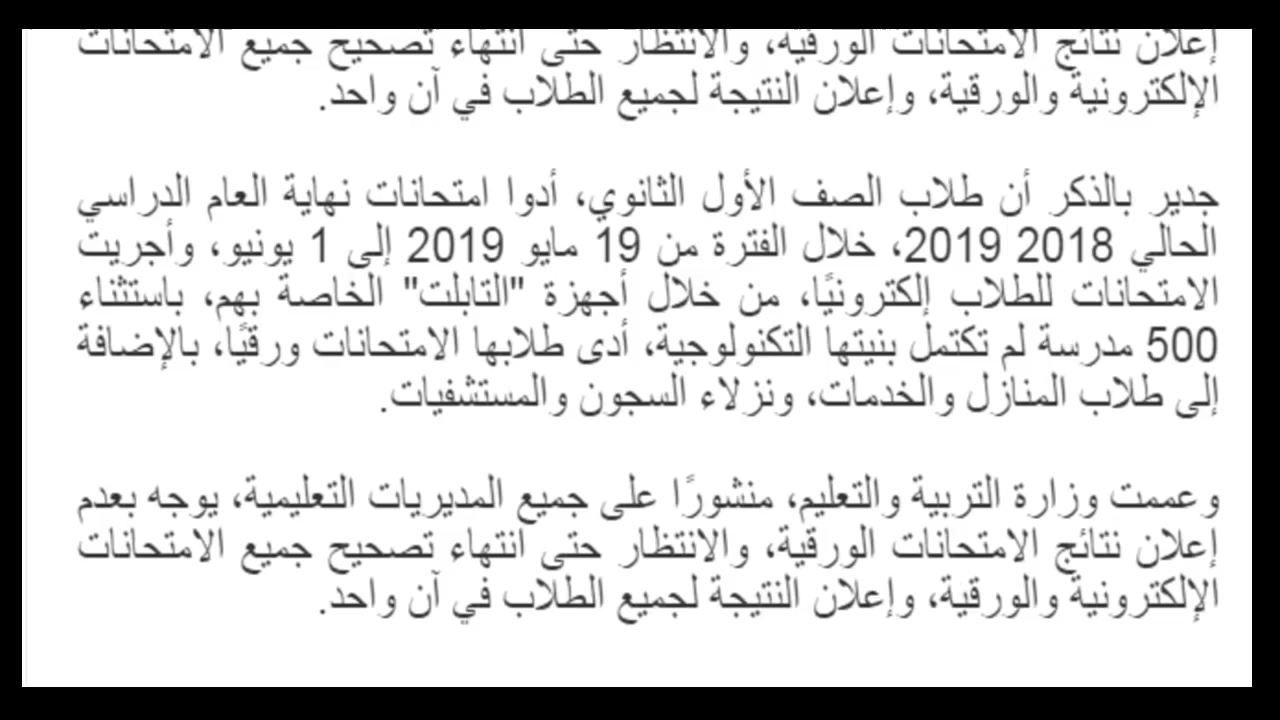 إعلان نتائج الامتحانات الورقية، والانتظار حتى انتهاء تصحيح جميع الامتحانات
الإلكترونية والورقية، وإعلان النتيجة لجميع الطلاب في آن واحد.
جدير بالذكر أن طلاب الصف الأول الثانوي، أدوا امتحانات نهاية العام الدراسي
الحالي 2018 2019، خلال الفترة من 19 مايو 2019 إلى 1 يونيو، وأجريت
الامتحانات للطلاب إلكترونيًا، من خلال أجهزة "التابلت" الخاصة بهم، باستثناء
500 مدرسة لم تكتمل بنيتها التكنولوجية، أدى طلابها الامتحانات ورقيًا، بالإضافة
إلى طلاب المنازل والخدمات، ونزلاء السجون والمستشفيات.
وعممت وزارة التربية والتعليم، منشورًا على جميع المديريات التعليمية، يوجه بعدم
إعلان نتائج الامتحانات الورقية، والانتظار حتى انتهاء تصحيح جميع الامتحانات
الإلكترونية والورقية، وإعلان النتيجة لجميع الطلاب في آن واحد.